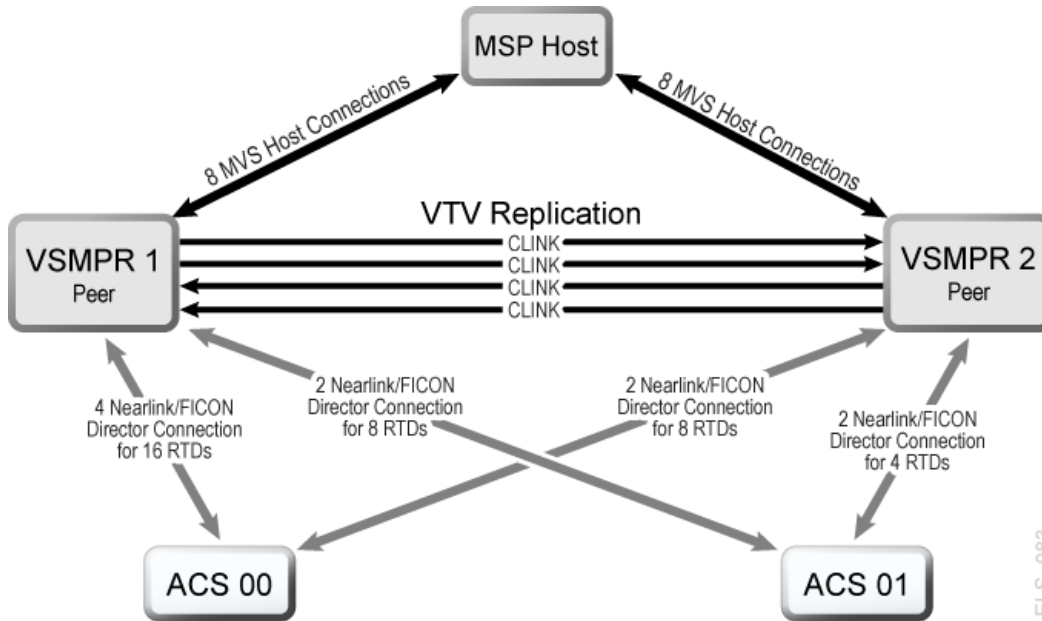 MSP Host
8 MVS Host Connections
8 MVS Host Connections
VTV Replication
VSMPR 1
Peer
CLINK
CLINK
CLINK
CLINK
VSMPR 2
Peer
4 Nearlink/FICON
Director Connection
for 16 RTDs
2 Nearlink/FICON
Director Connection
for 8 RTDs
2 Nearlink/FICON
Director Connection
for 8 RTDs
2 Nearlink/FICON
Director Connection
for 4 RTDs
ACS 00
ACS 01